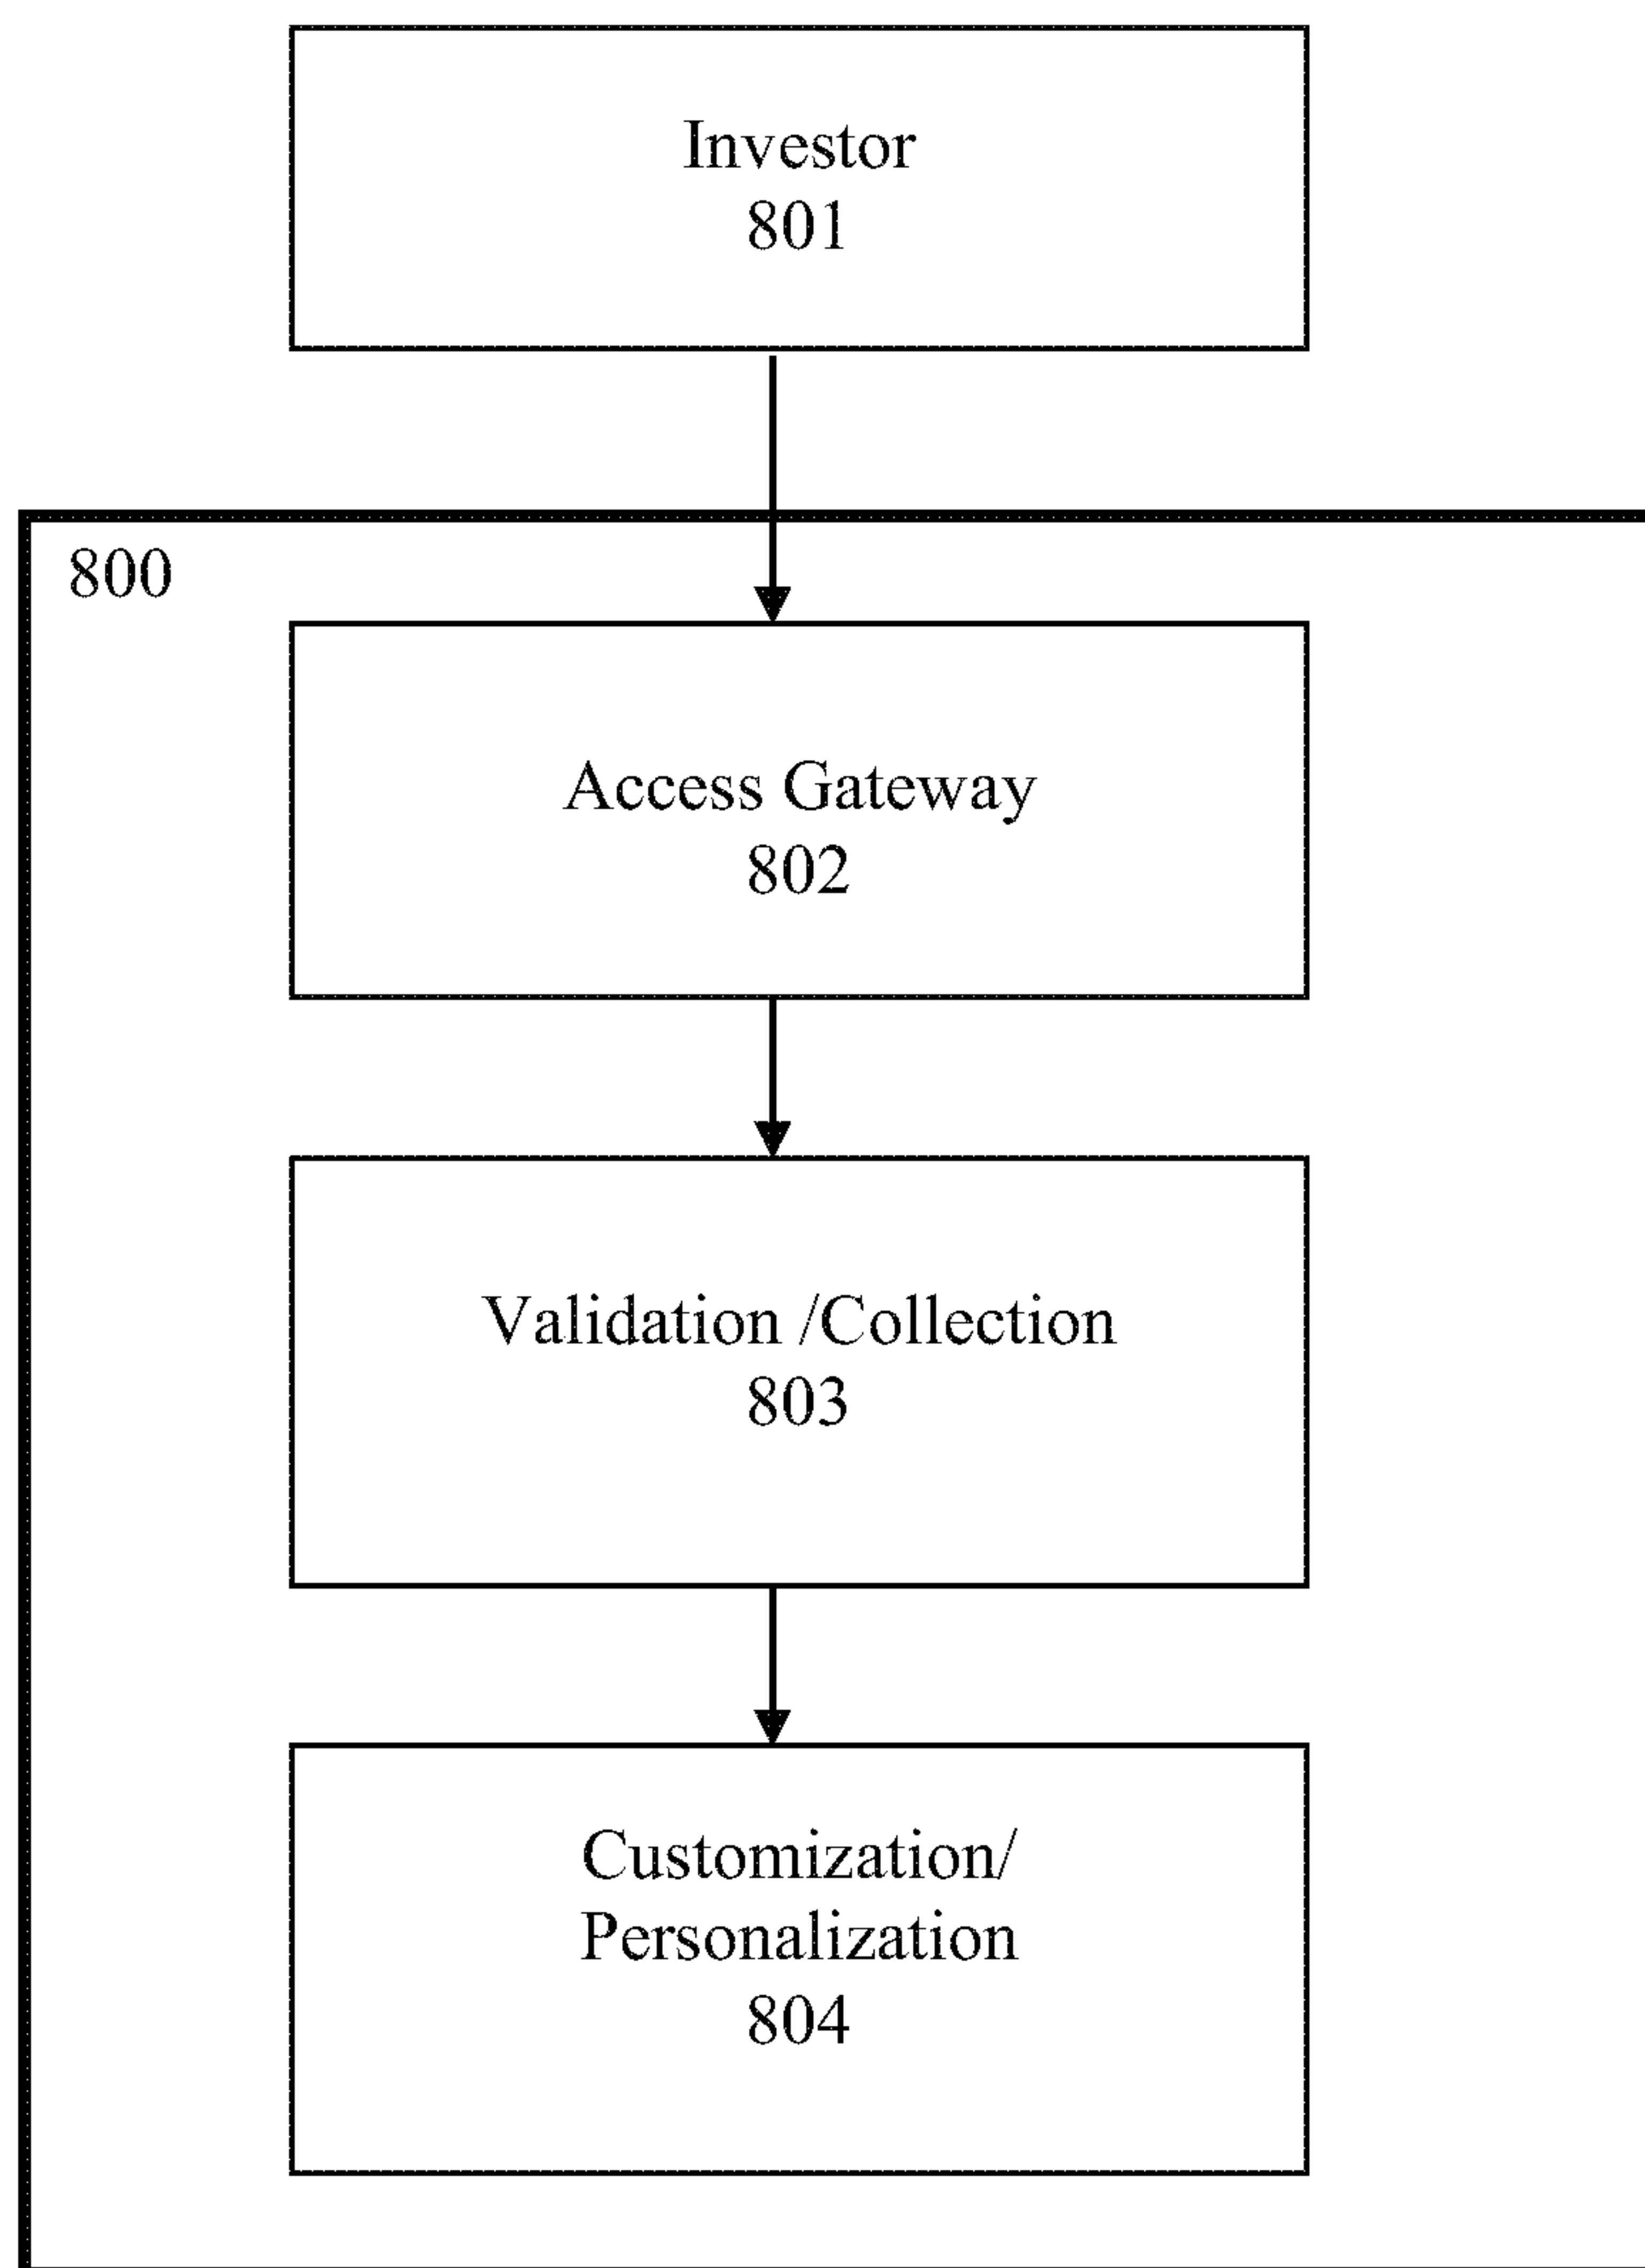 Investor
801
800
Access Gateway
802
Validation /Collection
803
Customization/
Personalization
804